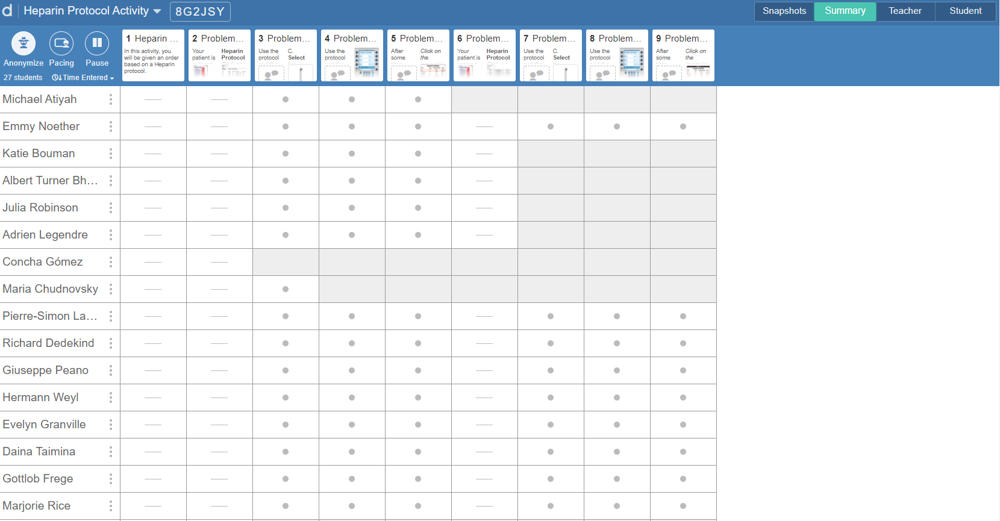 d Heparin Protocol Activity 8G2JSY Snapshots Summary Teacher Student
Anonymize Pacing Pause
27 students Time Entered
1 Heparin ...
In this activity, you
will be given an order
based on a Heparin
protocol.
2 Problem...
Your
patient is
Heparin
Protocol
3 Problem...
Use the
protocol
C.
Select
4 Problem...
Use the
protocol
5 Problem...
After
some
Click on
the
6 Problem...
Your
patient is
Heparin
Protocol
7 Problem...
Use the
protocol
C.
Select
8 Problem...
Use the
protocol
9 Problem...
After
some
Click on
the
Michael Atiyah
Emmy Noether
Katie Bouman
Albert Turner Bh...
Julia Robinson
Adrien Legendre
Concha Gómez
Maria Chudnovsky
Pierre-Simon La...
Richard Dedekind
Giuseppe Peano
Hermann Weyl
Evelyn Granville
Daina Taimina
Gottlob Frege
Marjorie Rice